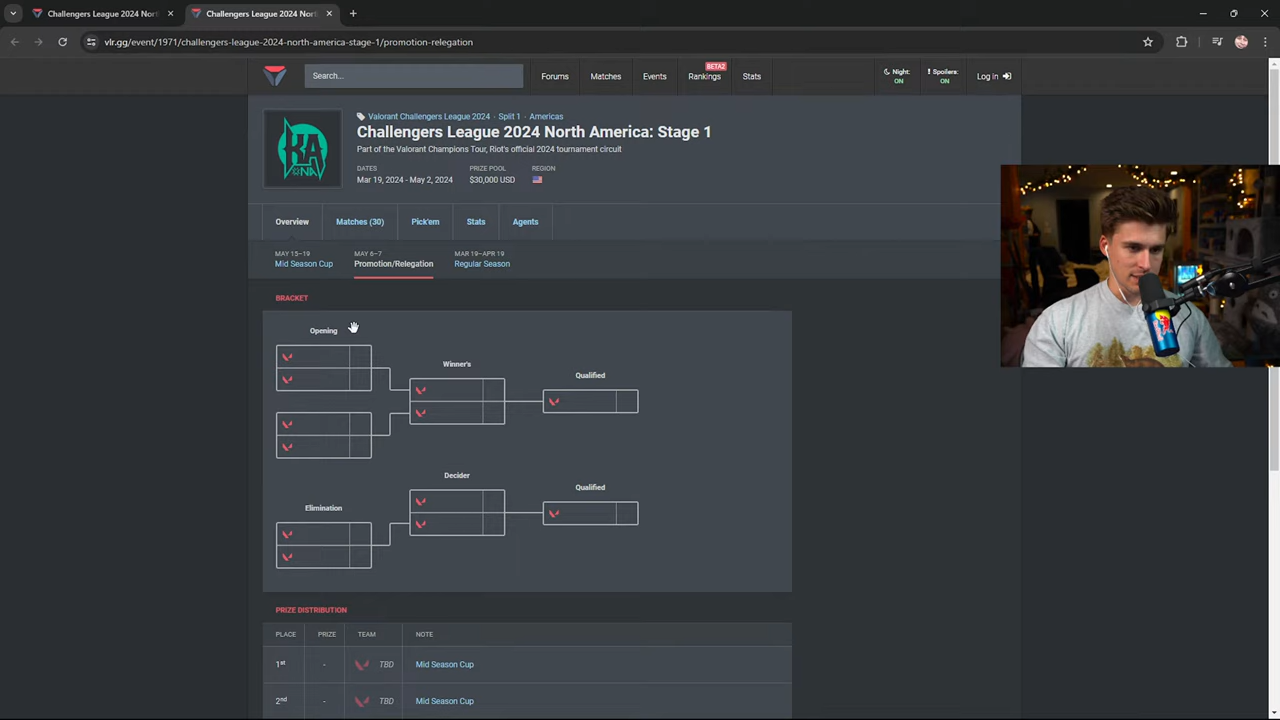 Challengers League 2024 North A
Challengers League 2024 North A
vlr.gg/event/1971/challengers-league-2024-north-america-stage-1/promotion-relegation
Search...
Forums
Matches
Events
BETA2
Rankings
Stats
Night:
ON
Spoilers:
ON
Log in
Valorant Challengers League 2024 · Split 1 · Americas
Challengers League 2024 North America: Stage 1
Part of the Valorant Champions Tour, Riot's official 2024 tournament circuit
DATES
Mar 19, 2024 - May 2, 2024
PRIZE POOL
$30,000 USD
REGION
Overview
Matches (30)
Pick'em
Stats
Agents
MAY 15–19
Mid Season Cup
MAY 6–7
Promotion/Relegation
MAR 19–APR 19
Regular Season
BRACKET
Opening
Winner's
Qualified
Elimination
Decider
Qualified
PRIZE DISTRIBUTION
PLACE PRIZE TEAM NOTE
1st - TBD Mid Season Cup
2nd - TBD Mid Season Cup